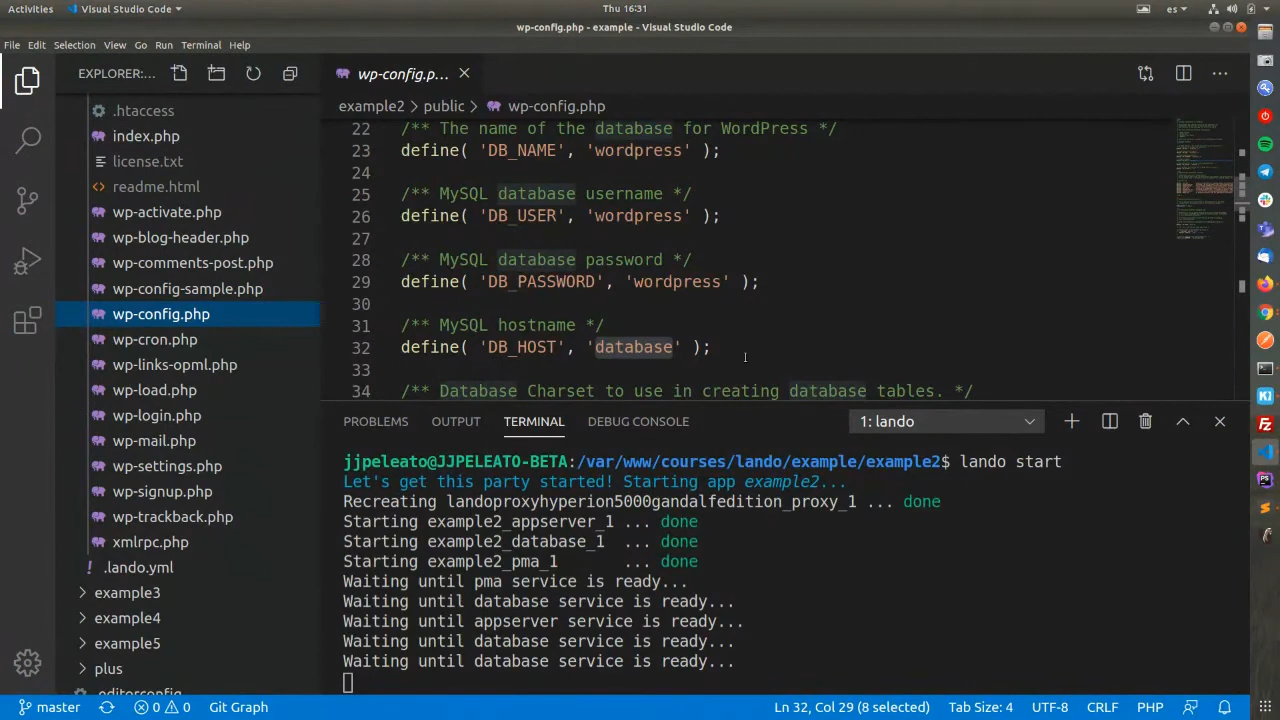 Activities
Visual Studio Code
Thu 16:31
es
wp-config.php - example - Visual Studio Code
File Edit Selection View Go Run Terminal Help
EXPLORER:...
.htaccess
index.php
license.txt
readme.html
wp-activate.php
wp-blog-header.php
wp-comments-post.php
wp-config-sample.php
wp-config.php
wp-cron.php
wp-links-opml.php
wp-load.php
wp-login.php
wp-mail.php
wp-settings.php
wp-signup.php
wp-trackback.php
xmlrpc.php
! .lando.yml
example3
example4
example5
plus
.editorconfig
wp-config.p...
example2 > public > wp-config.php
22 /** The name of the database for WordPress */
23 define( 'DB_NAME', 'wordpress' );
24
25 /** MySQL database username */
26 define( 'DB_USER', 'wordpress' );
27
28 /** MySQL database password */
29 define( 'DB_PASSWORD', 'wordpress' );
30
31 /** MySQL hostname */
32 define( 'DB_HOST', 'database' );
33
34 /** Database Charset to use in creating database tables. */
PROBLEMS OUTPUT TERMINAL DEBUG CONSOLE
1: lando
jjpeleato@JJPELEATO-BETA:/var/www/courses/lando/example/example2$ lando start
Let's get this party started! Starting app example2...
Recreating landoproxyhyperion5000gandalfedition_proxy_1 ... done
Starting example2_appserver_1 ... done
Starting example2_database_1 ... done
Starting example2_pma_1 ... done
Waiting until pma service is ready...
Waiting until database service is ready...
Waiting until appserver service is ready...
Waiting until database service is ready...
Waiting until database service is ready...
master
0
0
Git Graph
Ln 32, Col 29 (8 selected)
Tab Size: 4
UTF-8
CRLF
PHP